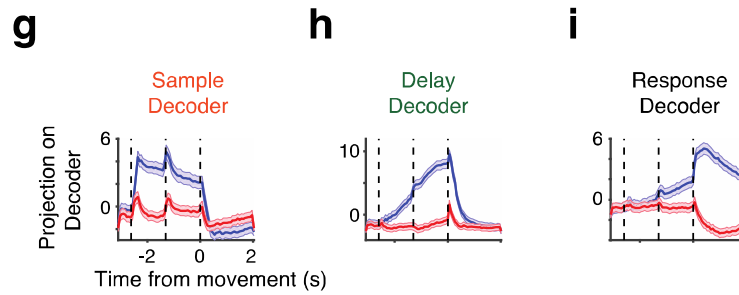 g
h
i
Sample
Decoder
Delay
Decoder
Response
Decoder
Projection on
Decoder
6
0
10
0
6
0
-2
0
2
Time from movement (s)